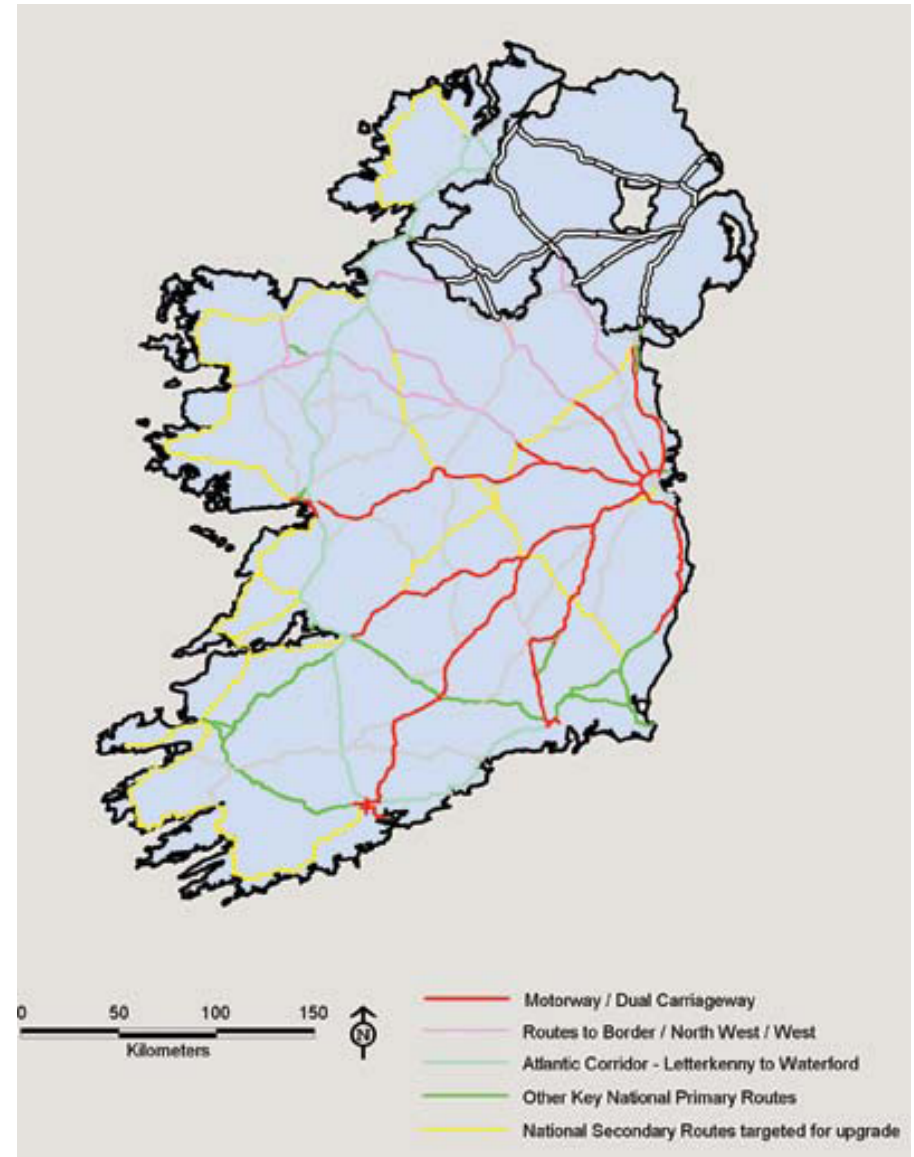 0 50 100 150
Kilometers
N
Motorway / Dual Carriageway
Routes to Border / North West / West
Atlantic Corridor - Letterkenny to Waterford
Other Key National Primary Routes
National Secondary Routes targeted for upgrade